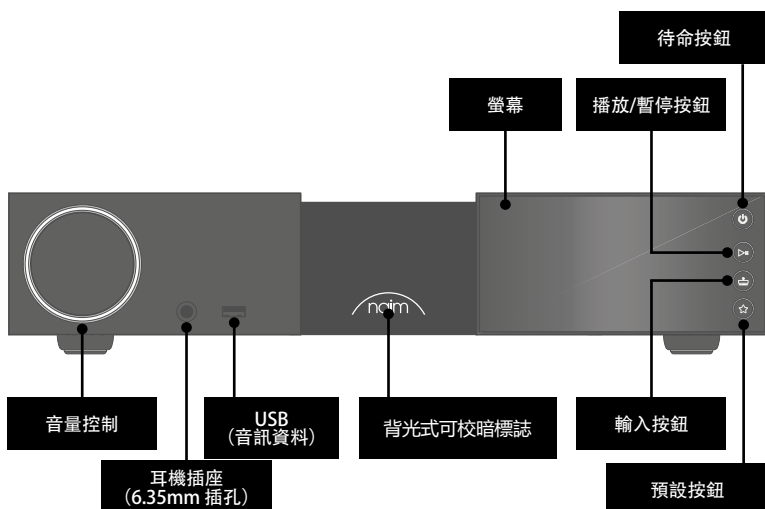 待命按鈕
螢幕
播放/暫停按鈕
naim
音量控制
USB
（音訊資料）
背光式可校暗標誌
輸入按鈕
耳機插座
（6.35mm 插孔）
預設按鈕